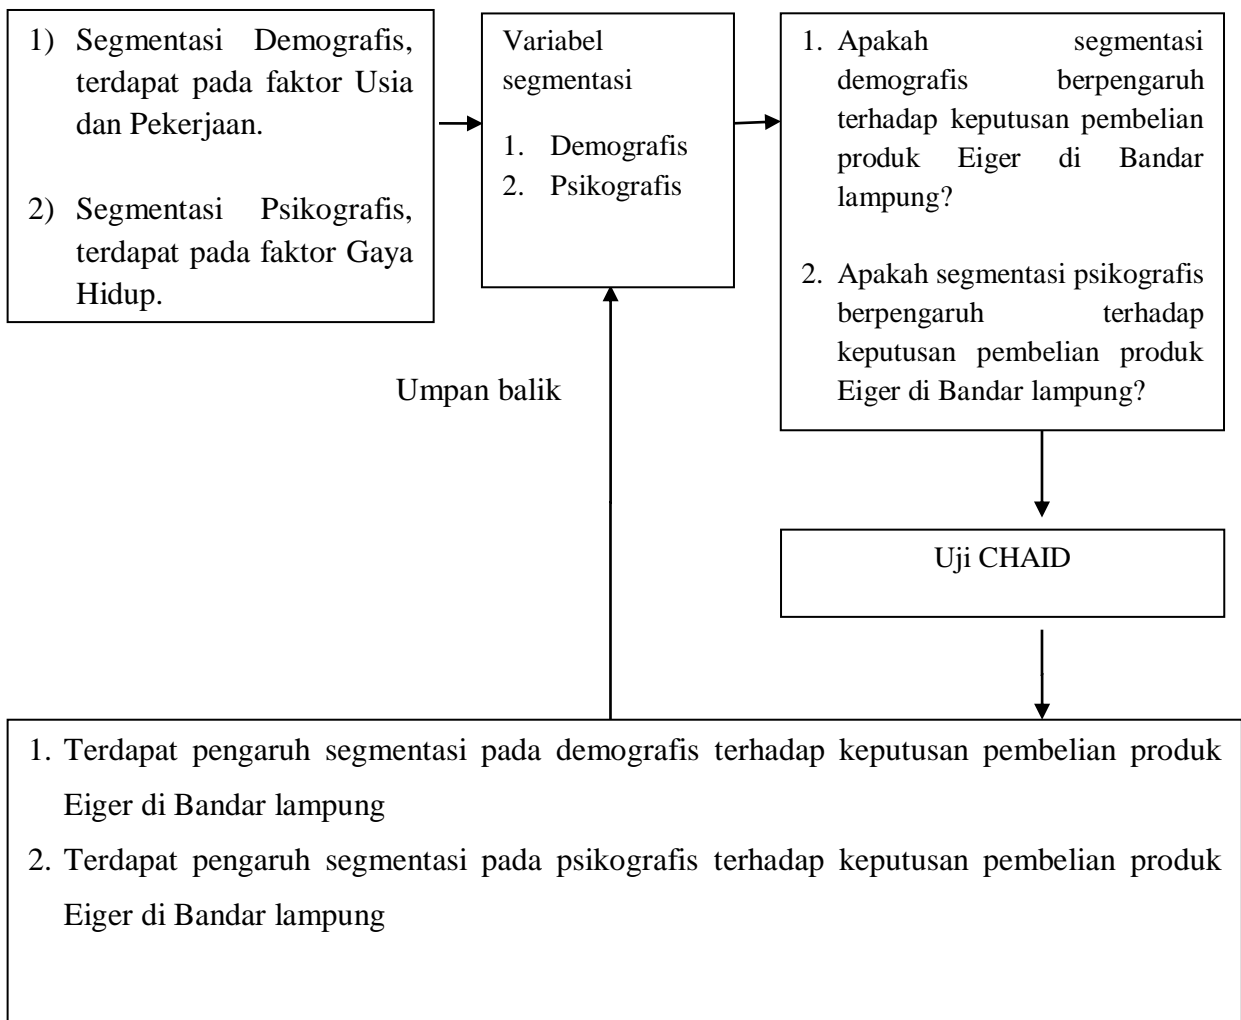 1) Segmentasi Demografis,
terdapat pada faktor Usia
dan Pekerjaan.
2) Segmentasi Psikografis,
terdapat pada faktor Gaya
Hidup.
Variabel
segmentasi
1. Demografis
2. Psikografis
1. Apakah segmentasi
demografis berpengaruh
terhadap keputusan pembelian
produk Eiger di Bandar
lampung?
2. Apakah segmentasi psikografis
berpengaruh terhadap
keputusan pembelian produk
Eiger di Bandar lampung?
Umpan balik
Uji CHAID
1. Terdapat pengaruh segmentasi pada demografis terhadap keputusan pembelian produk
Eiger di Bandar lampung
2. Terdapat pengaruh segmentasi pada psikografis terhadap keputusan pembelian produk
Eiger di Bandar lampung